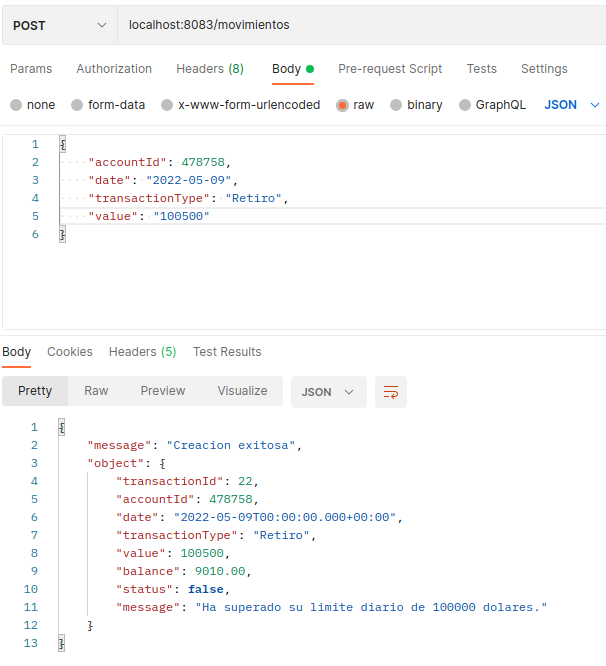 POST localhost:8083/movimientos
Params Authorization Headers (8) Body Pre-request Script Tests Settings
none form-data x-www-form-urlencoded raw binary GraphQL JSON
1 {
2 "accountId": 478758,
3 "date": "2022-05-09",
4 "transactionType": "Retiro",
5 "value": "100500"
6 }
Body Cookies Headers (5) Test Results
Pretty Raw Preview Visualize JSON
1 {
2 "message": "Creacion exitosa",
3 "object": {
4 "transactionId": 22,
5 "accountId": 478758,
6 "date": "2022-05-09T00:00:00.000+00:00",
7 "transactionType": "Retiro",
8 "value": 100500,
9 "balance": 9010.00,
10 "status": false,
11 "message": "Ha superado su limite diario de 100000 dolares."
12 }
13 }